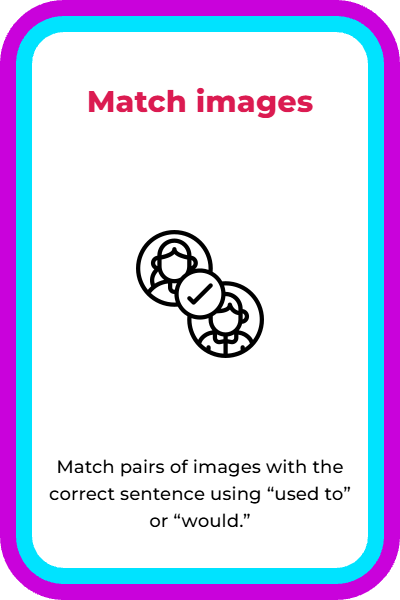 Match images
Match pairs of images with the
correct sentence using “used to”
or “would.”